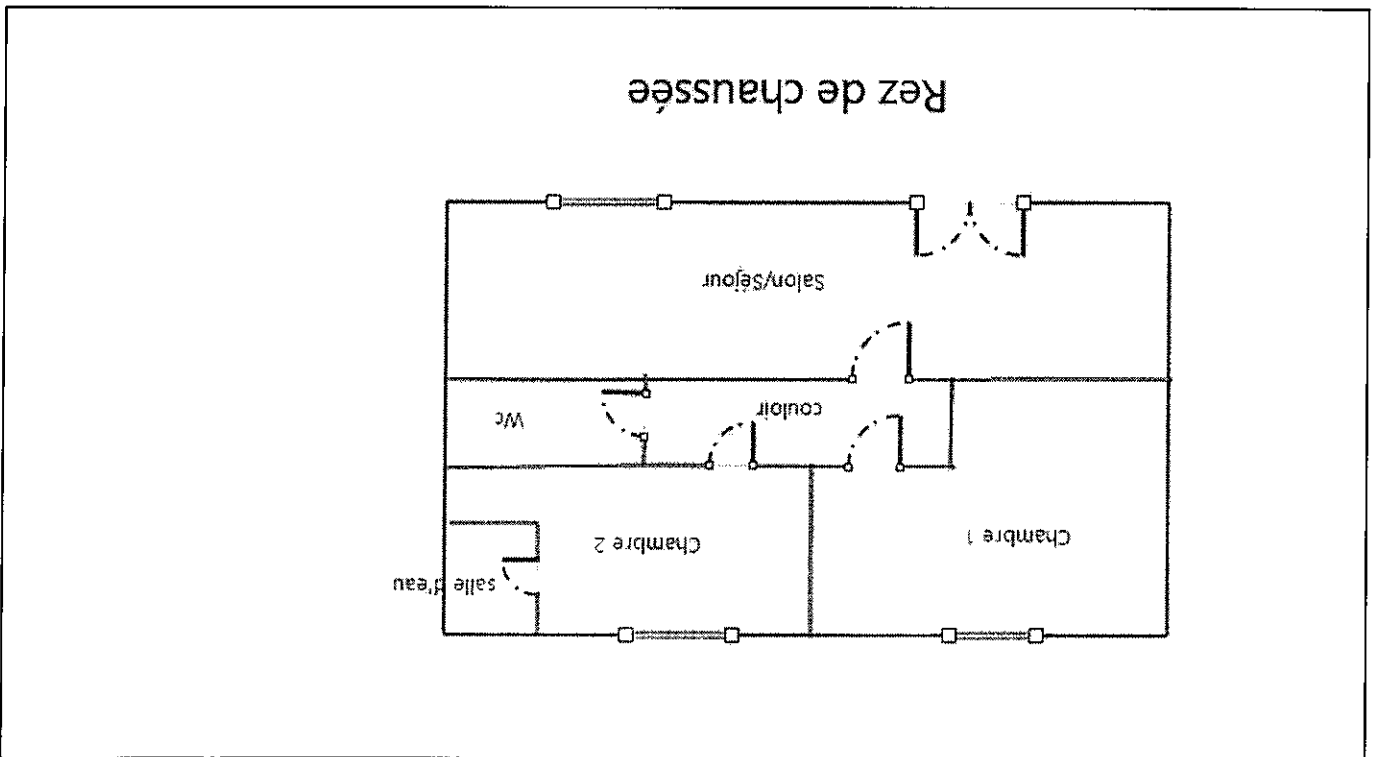 salle d'eau
Chambre 1
Chambre 2
couloir
Wc
Salon/Séjour
Rez de chaussée